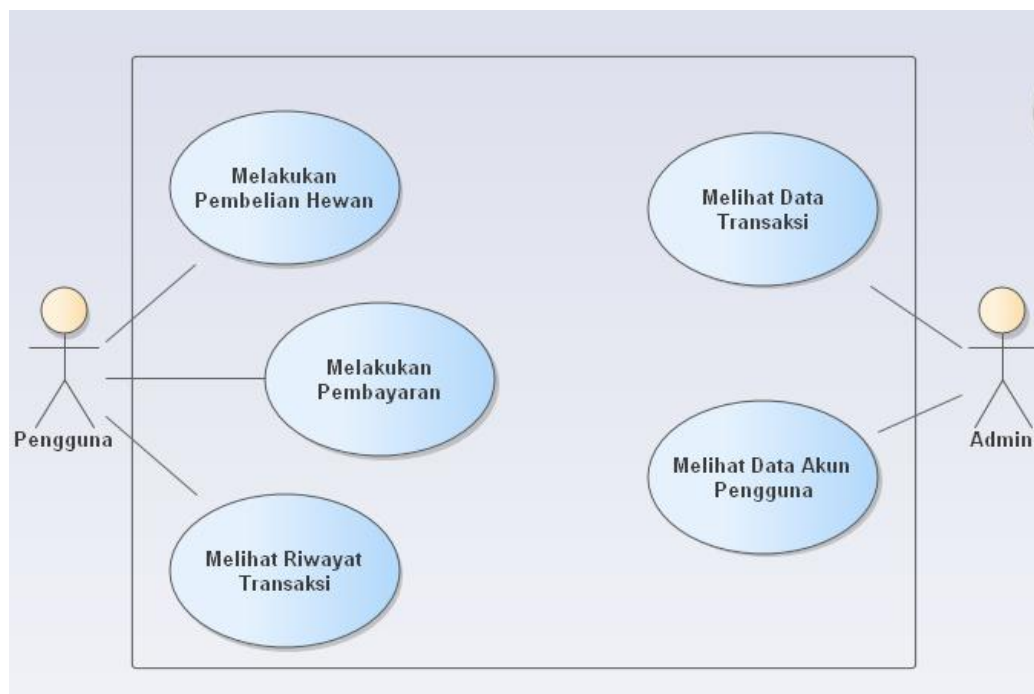 Melakukan
Pembelian Hewan
Melihat Data
Transaksi
Melakukan
Pembayaran
Pengguna
Admin
Melihat Data Akun
Pengguna
Melihat Riwayat
Transaksi